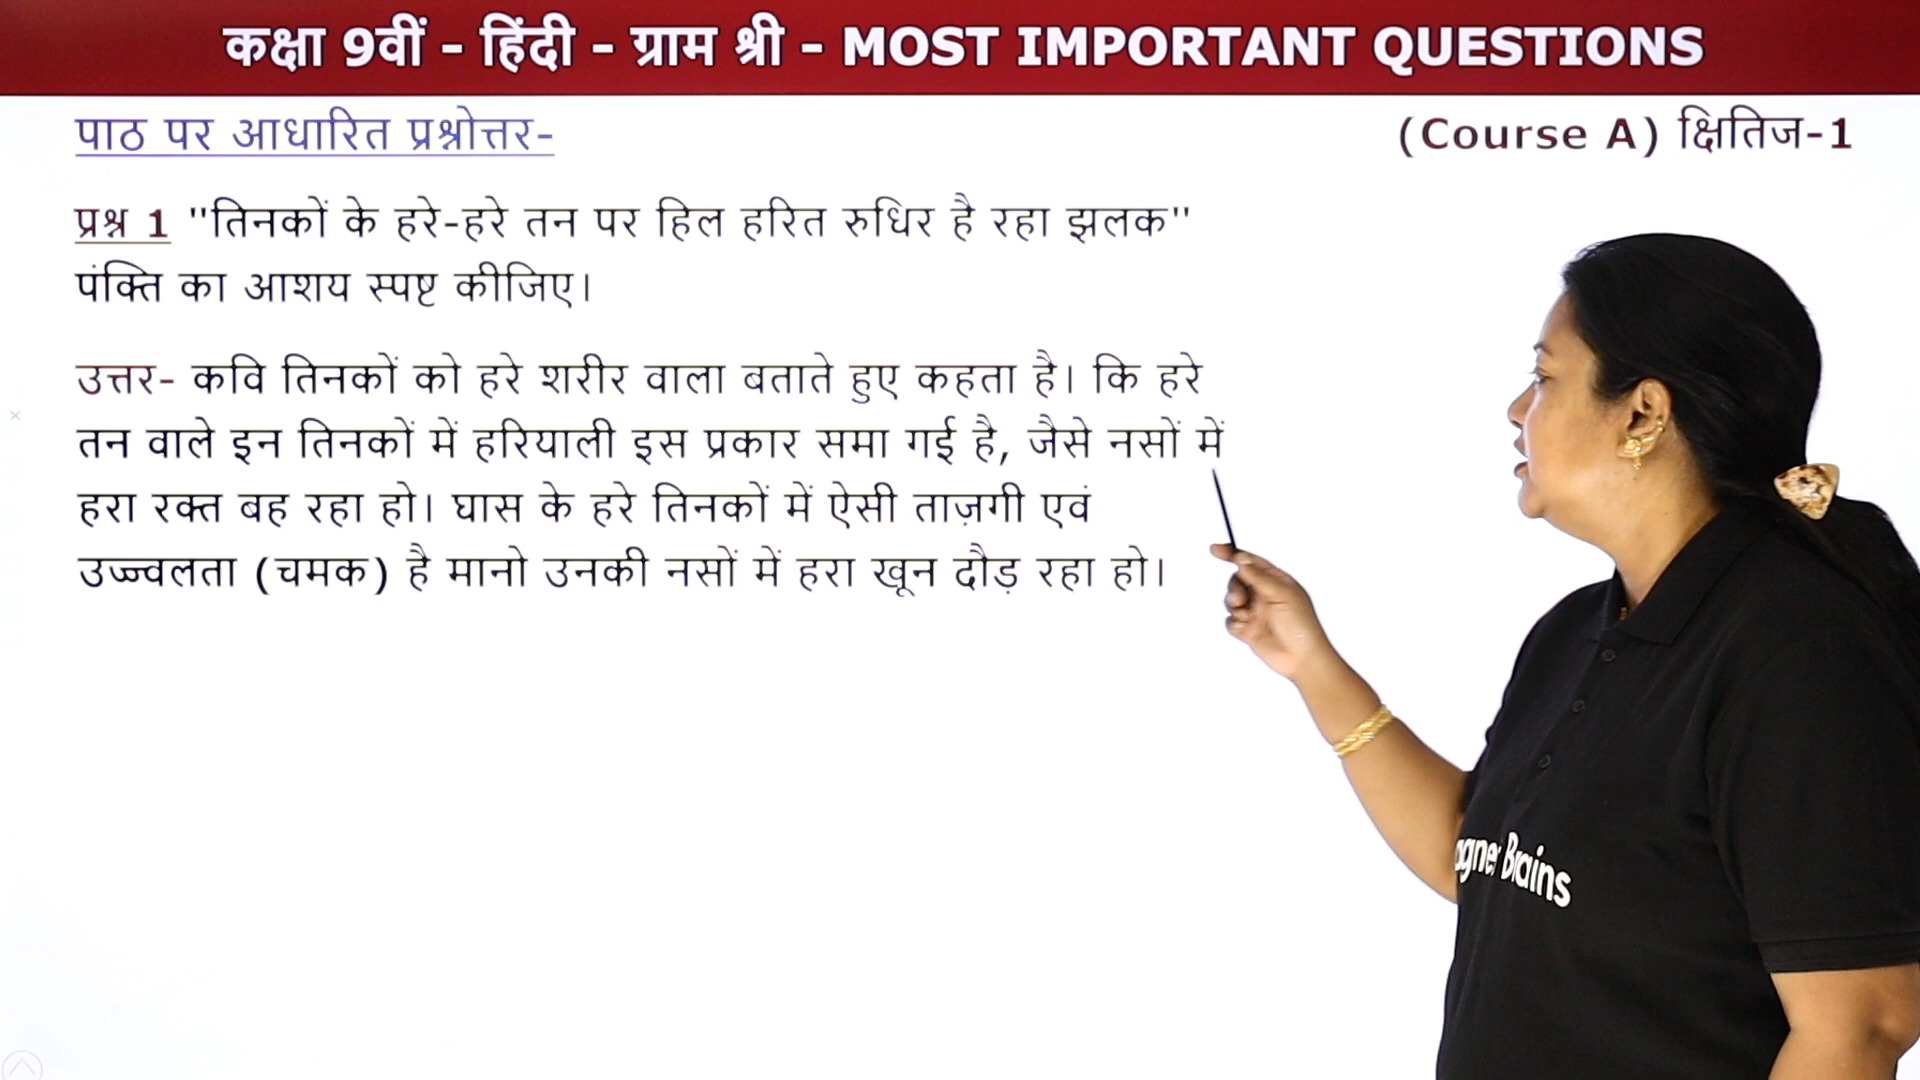 कक्षा 9वीं - हिंदी - ग्राम श्री - MOST IMPORTANT QUESTIONS
पाठ पर आधारित प्रश्नोत्तर-
(Course A) क्षितिज-1
प्रश्न 1 "तिनकों के हरे-हरे तन पर हिल हरित रुधिर है रहा झलक"
पंक्ति का आशय स्पष्ट कीजिए।
उत्तर- कवि तिनकों को हरे शरीर वाला बताते हुए कहता है। कि हरे
तन वाले इन तिनकों में हरियाली इस प्रकार समा गई है, जैसे नसों में
हरा रक्त बह रहा हो। घास के हरे तिनकों में ऐसी ताज़गी एवं
उज्ज्वलता (चमक) है मानो उनकी नसों में हरा खून दौड़ रहा हो।
Brains